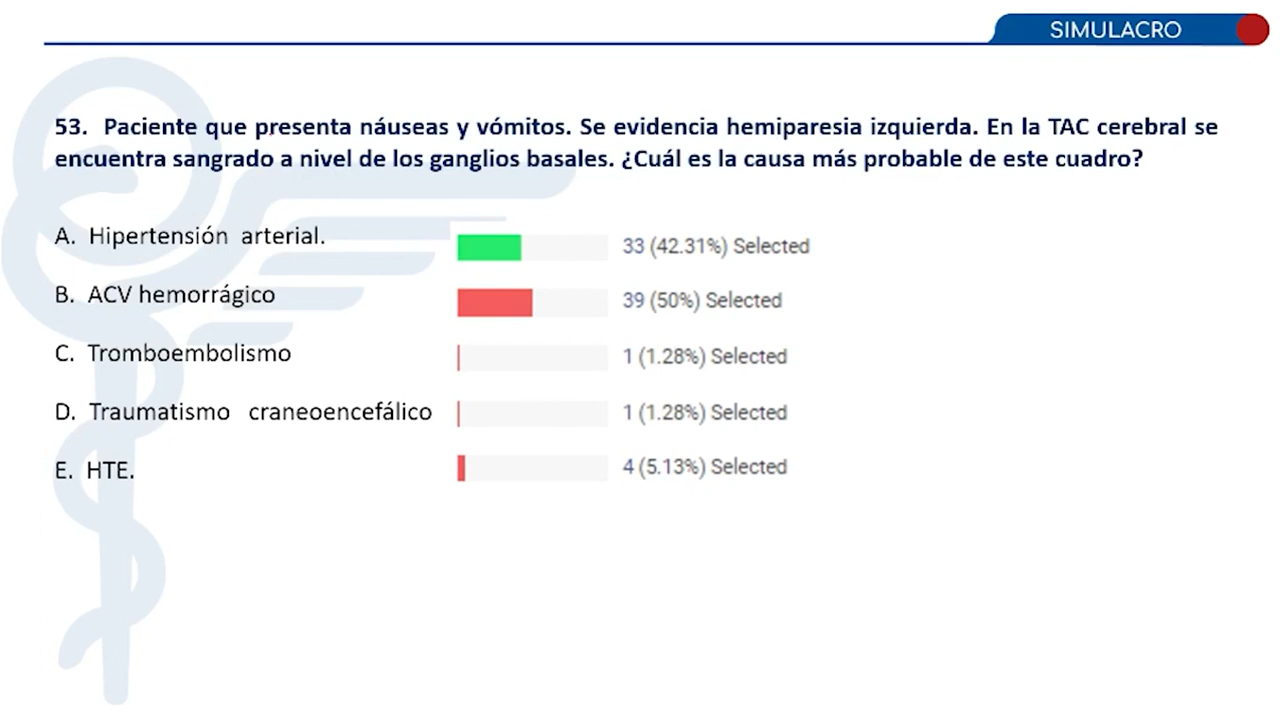 SIMULACRO
53. Paciente que presenta náuseas y vómitos. Se evidencia hemiparesia izquierda. En la TAC cerebral se
encuentra sangrado a nivel de los ganglios basales. ¿Cuál es la causa más probable de este cuadro?
A. Hipertensión arterial.
33 (42.31%) Selected
B. ACV hemorrágico
39 (50%) Selected
C. Tromboembolismo
1 (1.28%) Selected
D. Traumatismo craneoencefálico
1 (1.28%) Selected
E. HTE.
4 (5.13%) Selected